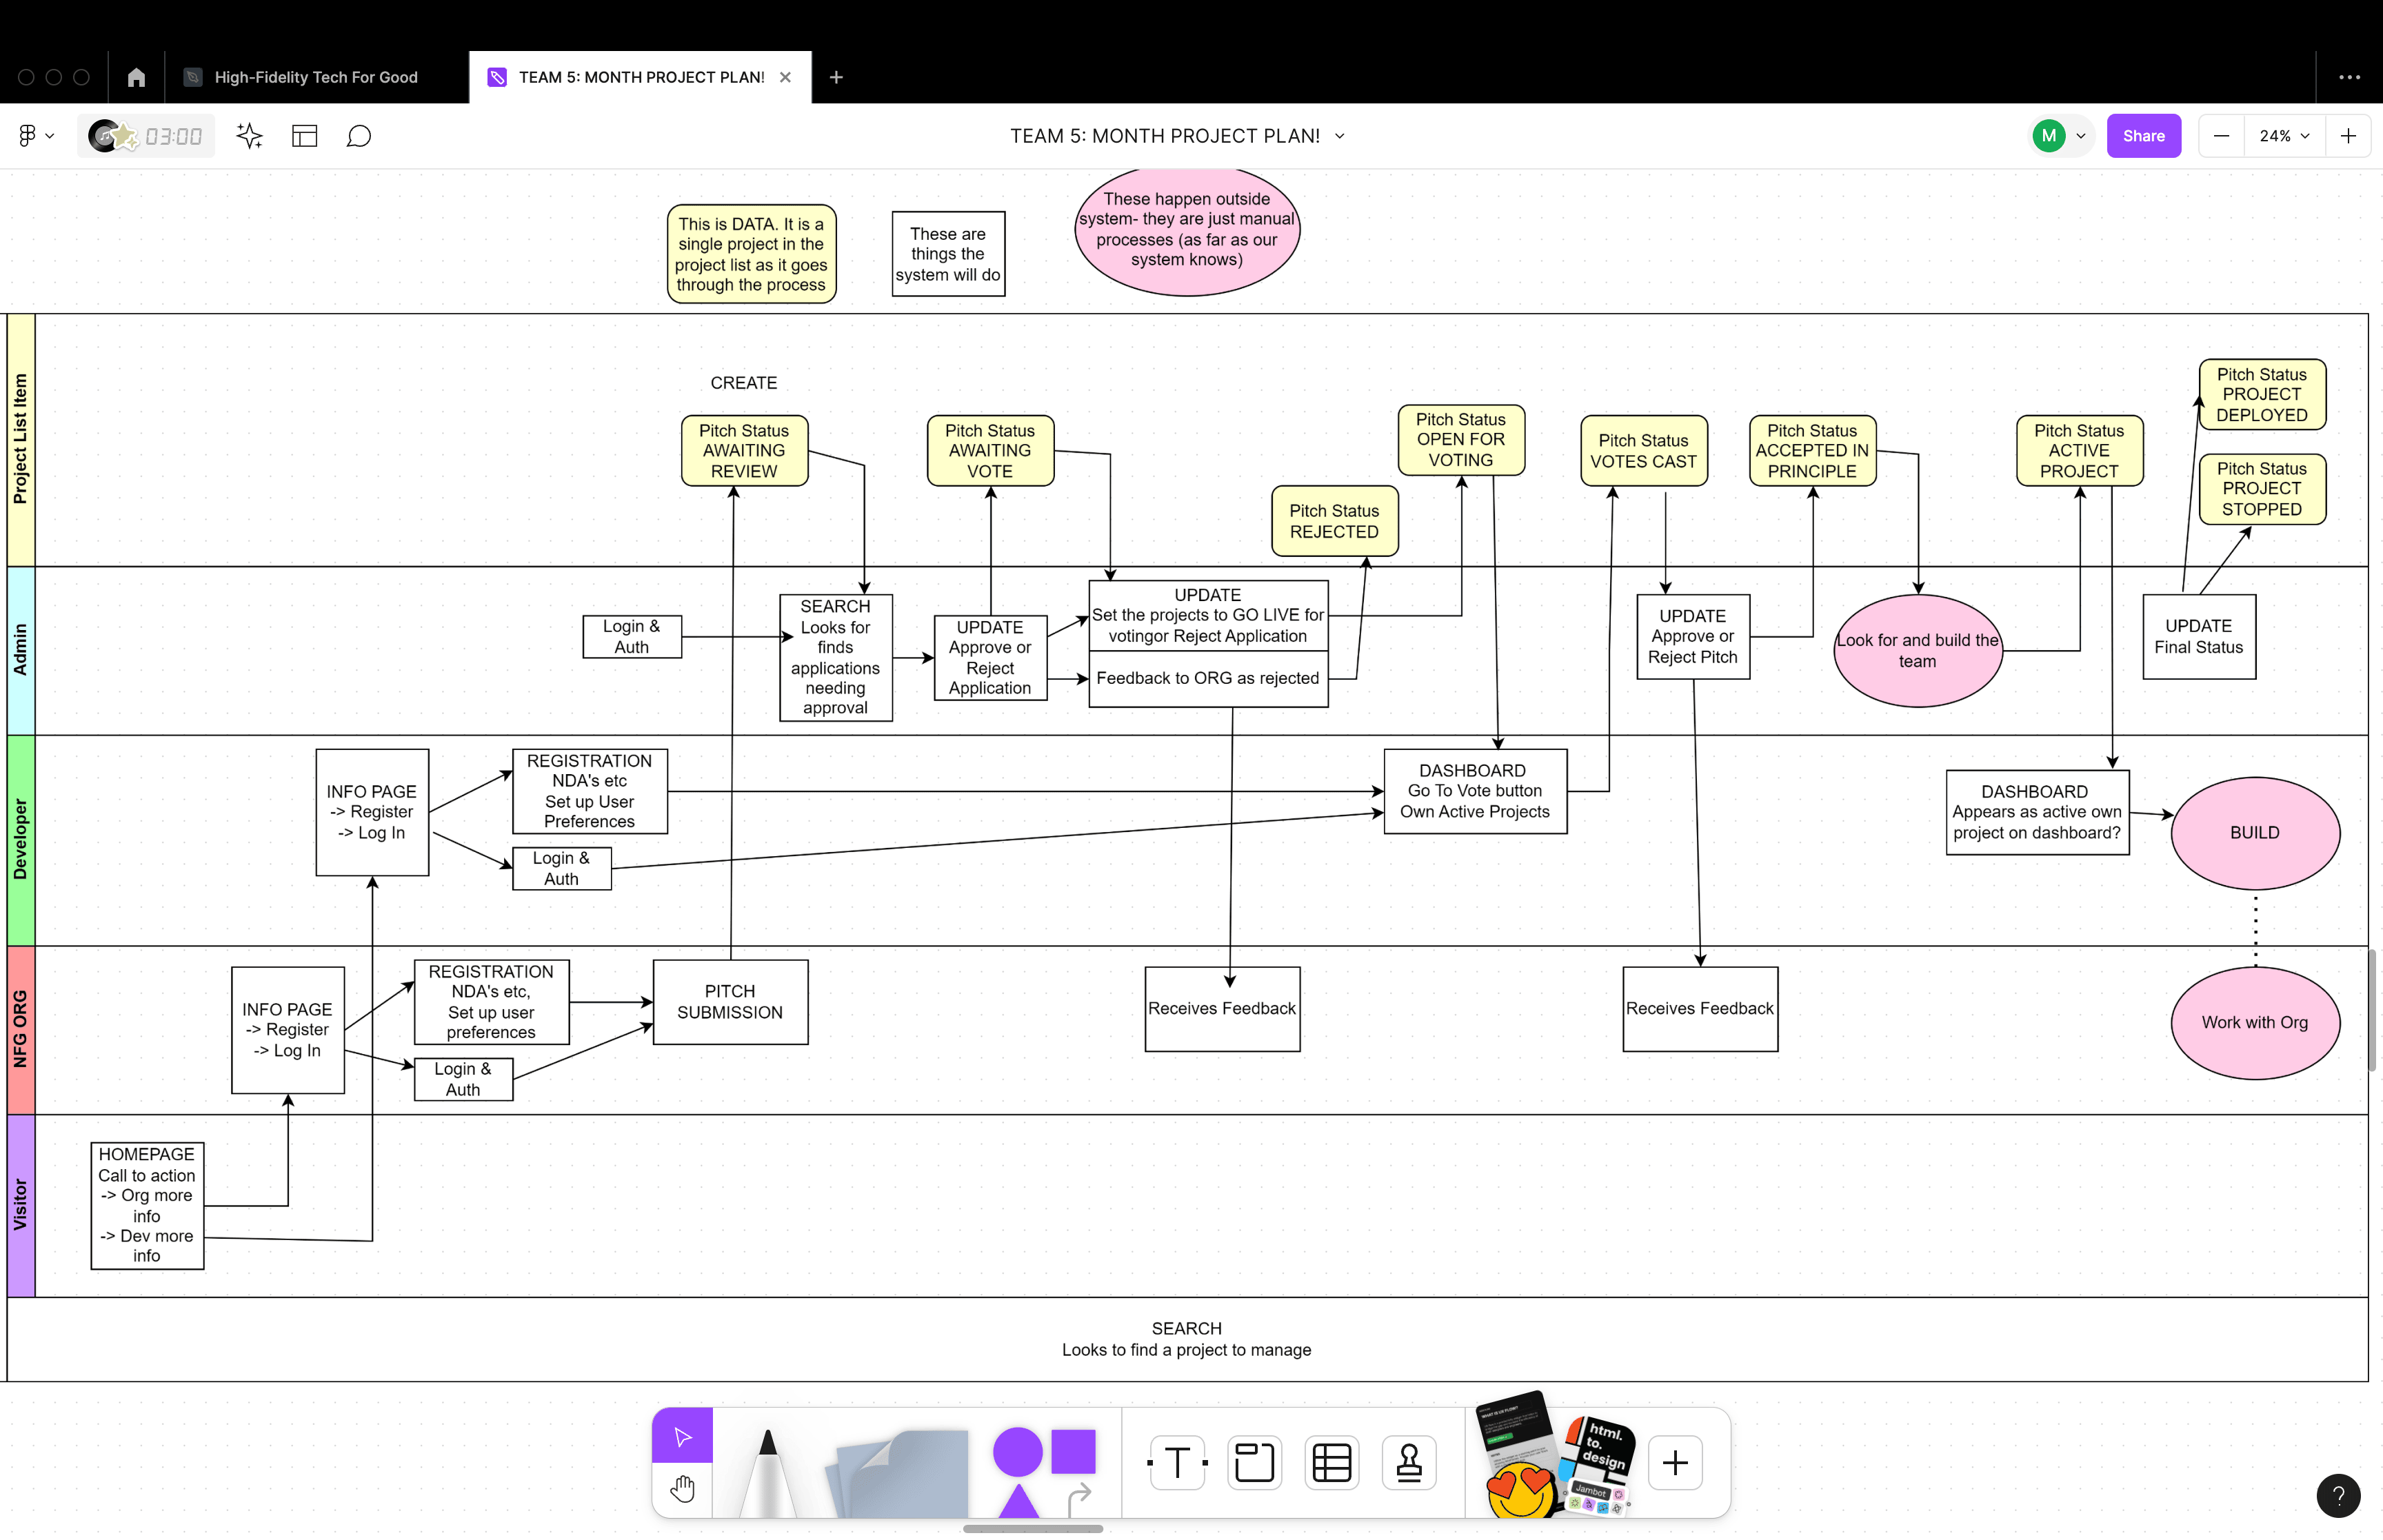 High-Fidelity Tech For Good
TEAM 5: MONTH PROJECT PLAN!
03:00
TEAM 5: MONTH PROJECT PLAN!
M
Share
24%
This is DATA. It is a
single project in the
project list as it goes
through the process
These are
things the
system will do
These happen outside
system- they are just manual
processes (as far as our
system knows)
Project List Item
CREATE
Pitch Status
AWAITING
REVIEW
Pitch Status
AWAITING
VOTE
Pitch Status
REJECTED
Pitch Status
OPEN FOR
VOTING
Pitch Status
VOTES CAST
Pitch Status
ACCEPTED IN
PRINCIPLE
Pitch Status
ACTIVE
PROJECT
Pitch Status
PROJECT
DEPLOYED
Pitch Status
PROJECT
STOPPED
Admin
Login &
Auth
SEARCH
Looks for
finds
applications
needing
approval
UPDATE
Approve or
Reject
Application
UPDATE
Set the projects to GO LIVE for
votingor Reject Application
Feedback to ORG as rejected
UPDATE
Approve or
Reject Pitch
Look for and build the
team
UPDATE
Final Status
Developer
INFO PAGE
-> Register
-> Log In
REGISTRATION
NDA's etc
Set up User
Preferences
Login &
Auth
DASHBOARD
Go To Vote button
Own Active Projects
DASHBOARD
Appears as active own
project on dashboard?
BUILD
NFG ORG
INFO PAGE
-> Register
-> Log In
REGISTRATION
NDA's etc,
Set up user
preferences
Login &
Auth
PITCH
SUBMISSION
Receives Feedback
Receives Feedback
Work with Org
Visitor
HOMEPAGE
Call to action
-> Org more
info
-> Dev more
info
SEARCH
Looks to find a project to manage
T
html.
to.
design
Jambot
?